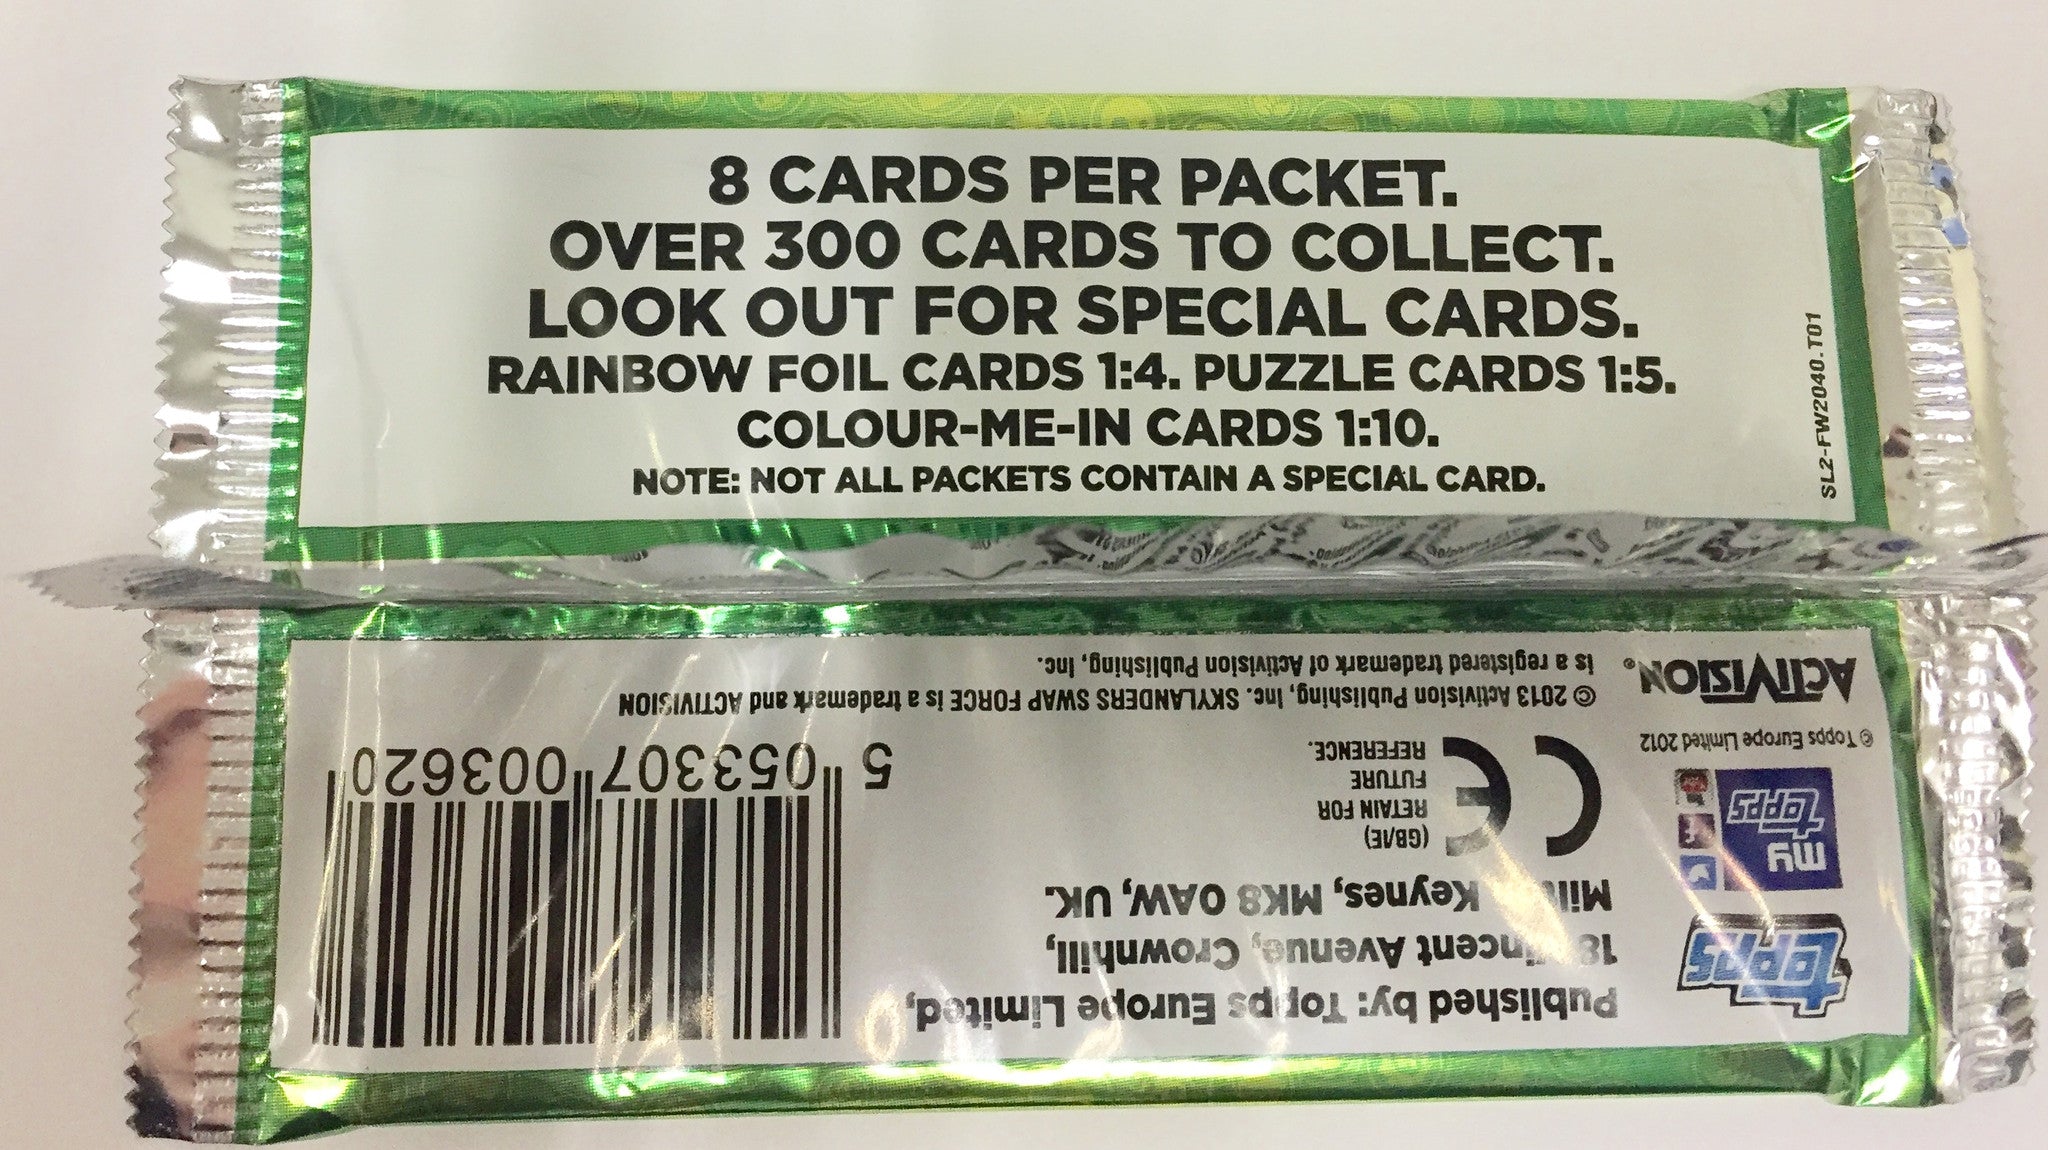 8 CARDS PER PACKET.
OVER 300 CARDS TO COLLECT.
LOOK OUT FOR SPECIAL CARDS.
RAINBOW FOIL CARDS 1:4. PUZZLE CARDS 1:5.
COLOUR-ME-IN CARDS 1:10.
NOTE: NOT ALL PACKETS CONTAIN A SPECIAL CARD.
SL2-FW2040.T01
topps
Published by: Topps Europe Limited,
Avenue, Crownhill,
Keynes, MK8 0AW, UK.
my
topps
© Topps Europe Limited 2012
CE
(GB/IE)
RETAIN FOR
FUTURE
REFERENCE.
ACTIVISION®
© 2013 Activision Publishing, Inc. SKYLANDERS SWAP FORCE is a trademark and ACTIVISION
is a registered trademark of Activision Publishing, Inc.
5 053307 003620